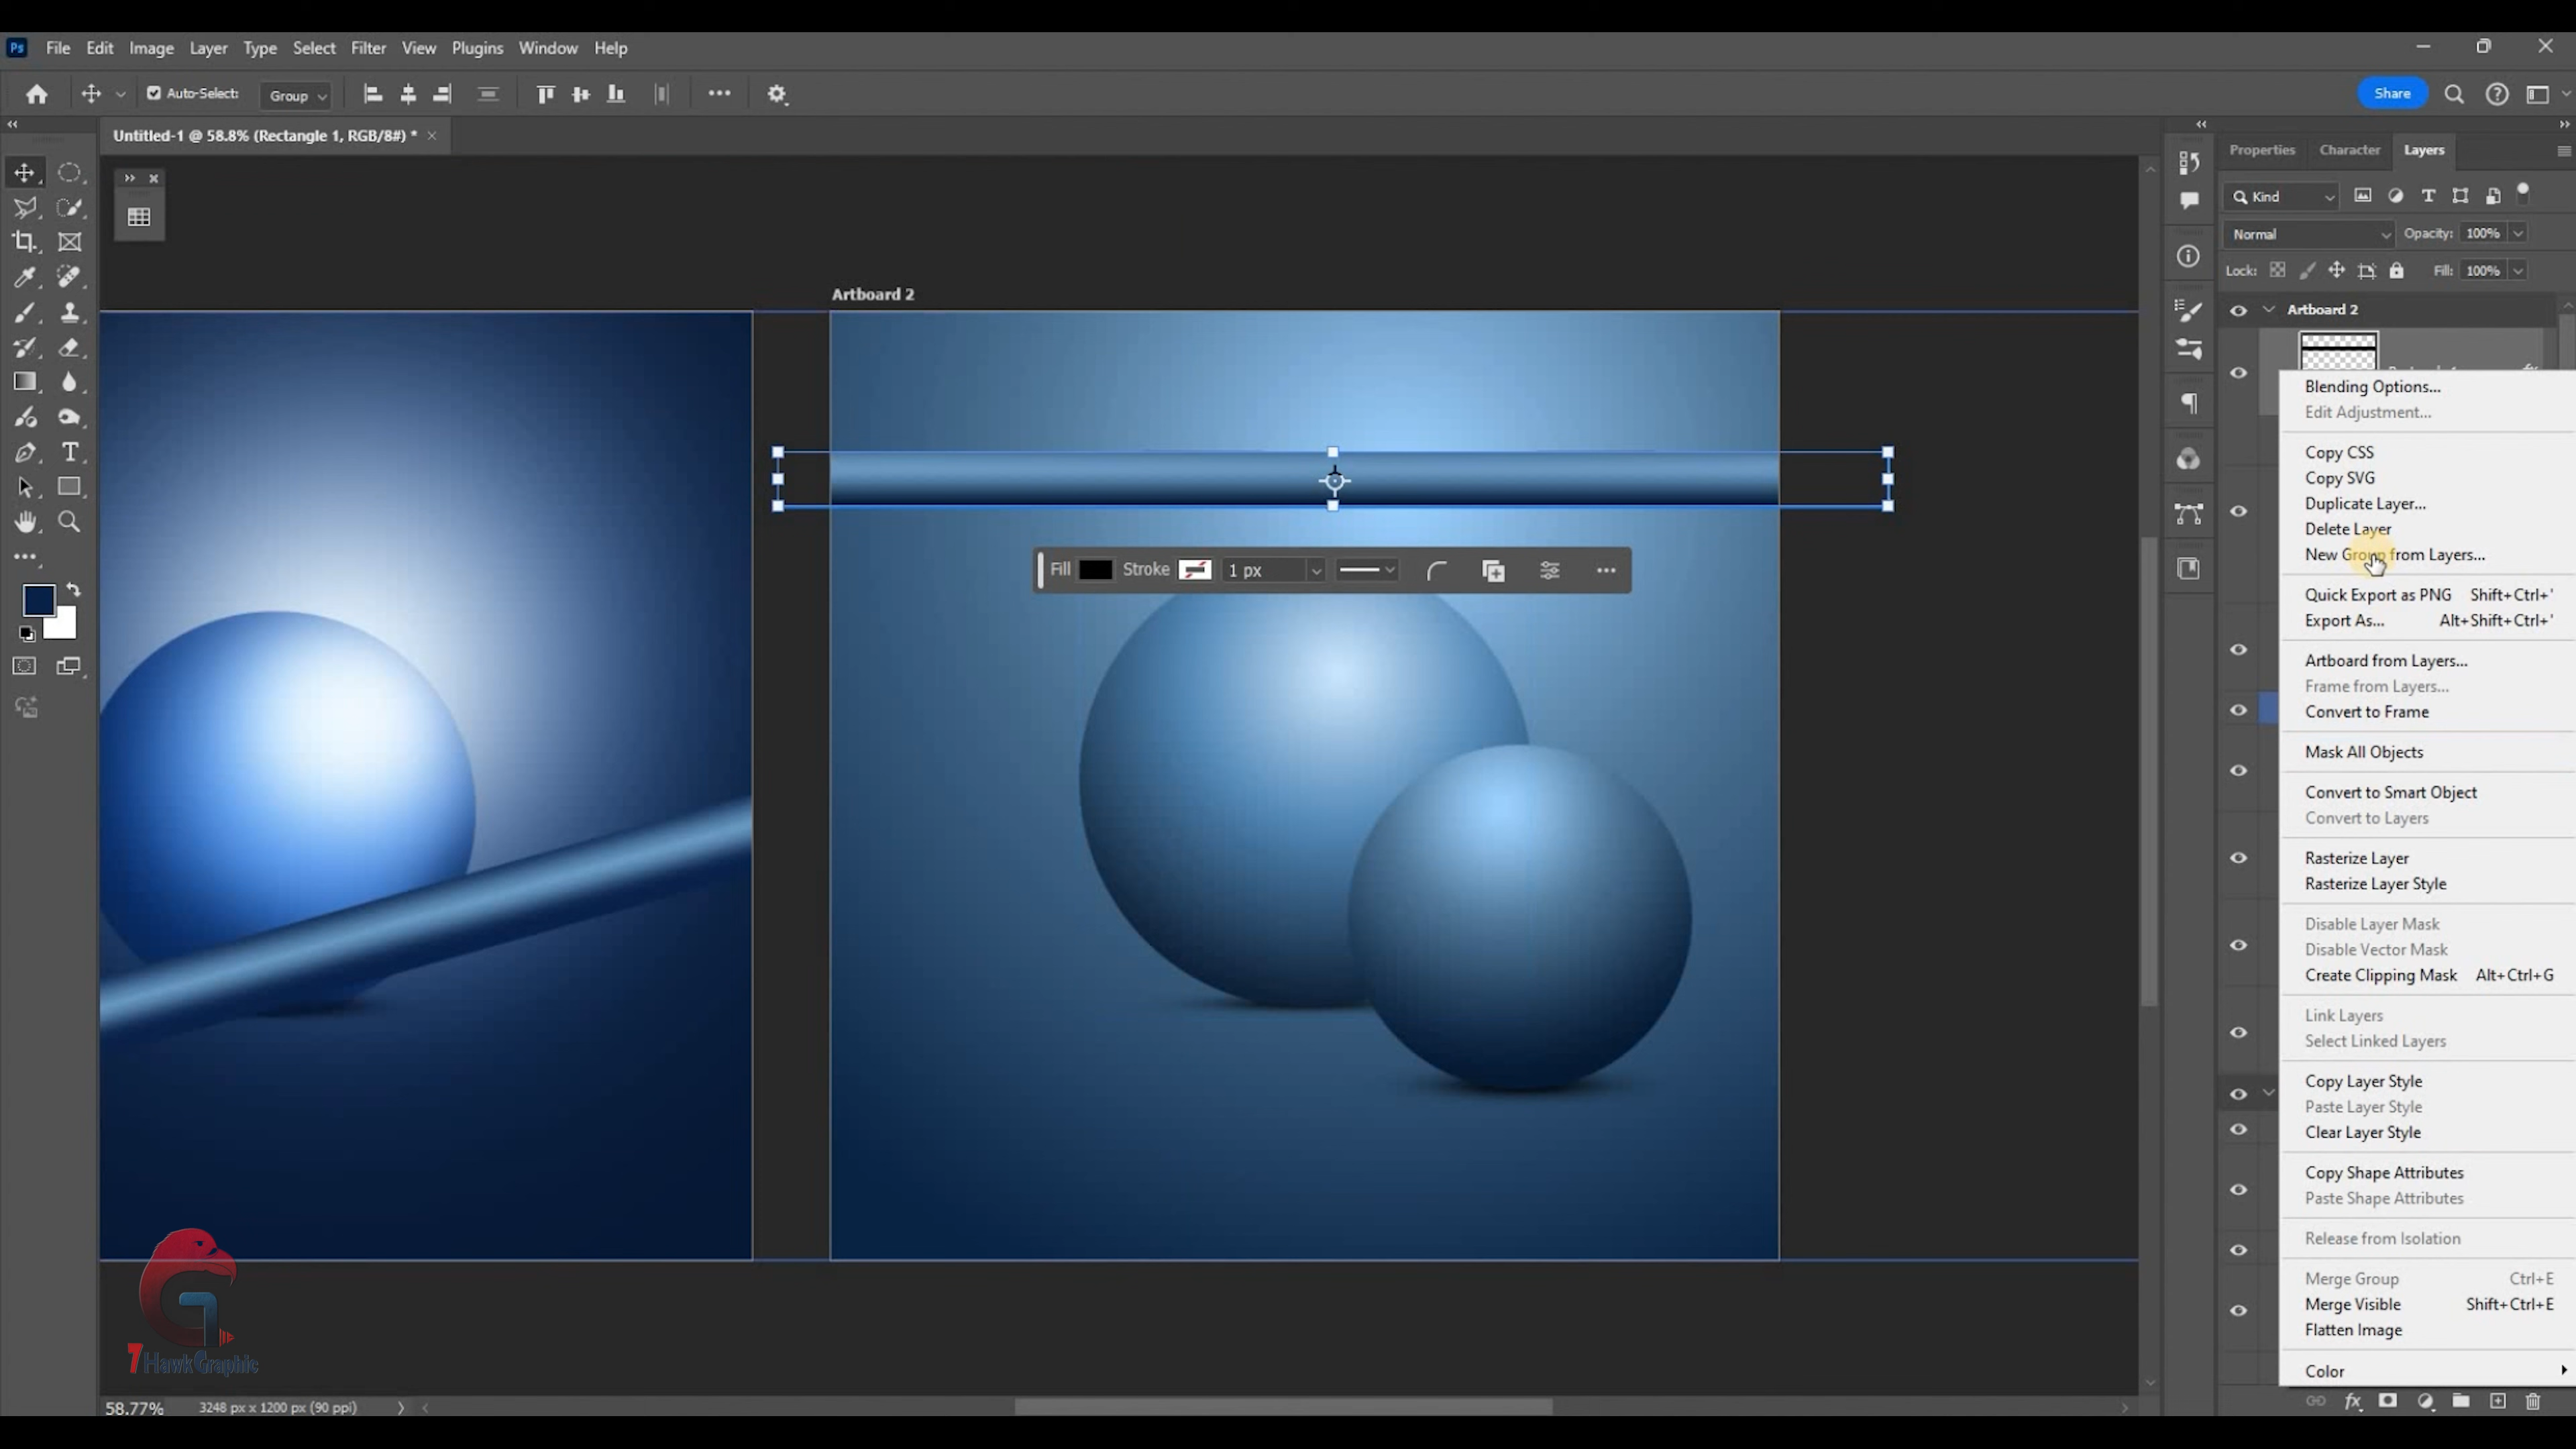 Ps File Edit Image Layer Type Select Filter View Plugins Window Help
Auto-Select: Group Share
Untitled-1 @ 58.8% (Rectangle 1, RGB/8#) *
Properties Character Layers
Kind
Normal Opacity: 100%
Lock: Fill: 100%
Artboard 2
Artboard 2
Blending Options...
Edit Adjustment...
Copy CSS
Copy SVG
Duplicate Layer...
Delete Layer
New Group from Layers...
Fill Stroke 1 px
Quick Export as PNG Shift+Ctrl+'
Export As... Alt+Shift+Ctrl+'
Artboard from Layers...
Frame from Layers...
Convert to Frame
Mask All Objects
Convert to Smart Object
Convert to Layers
Rasterize Layer
Rasterize Layer Style
Disable Layer Mask
Disable Vector Mask
Create Clipping Mask Alt+Ctrl+G
Link Layers
Select Linked Layers
Copy Layer Style
Paste Layer Style
Clear Layer Style
Copy Shape Attributes
Paste Shape Attributes
Release from Isolation
Merge Group Ctrl+E
Merge Visible Shift+Ctrl+E
Flatten Image
Color
7 HawkGraphic
58.77% 3248 px x 1200 px (90 ppi)